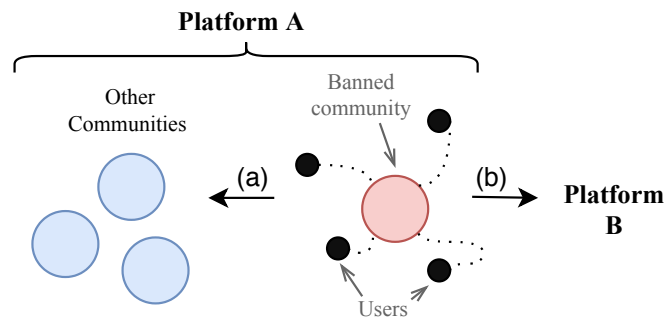 Platform A
Other
Communities
Banned
community
(a)
(b)
Platform
B
Users